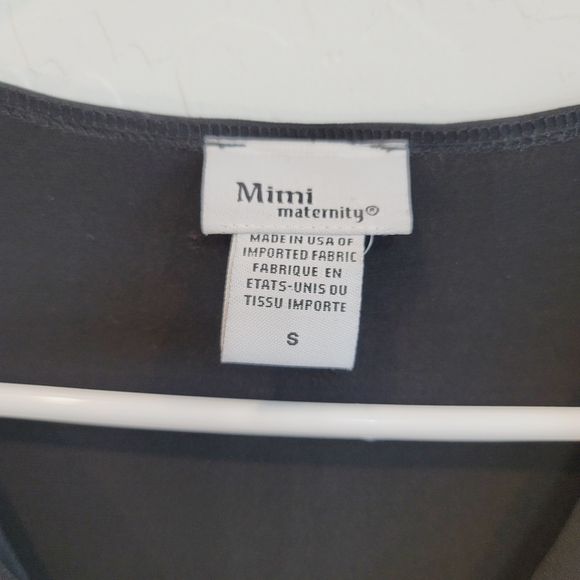 Mimi
maternity®
MADE IN USA OF
IMPORTED FABRIC
FABRIQUE EN
ETATS-UNIS DU
TISSU IMPORTE
S